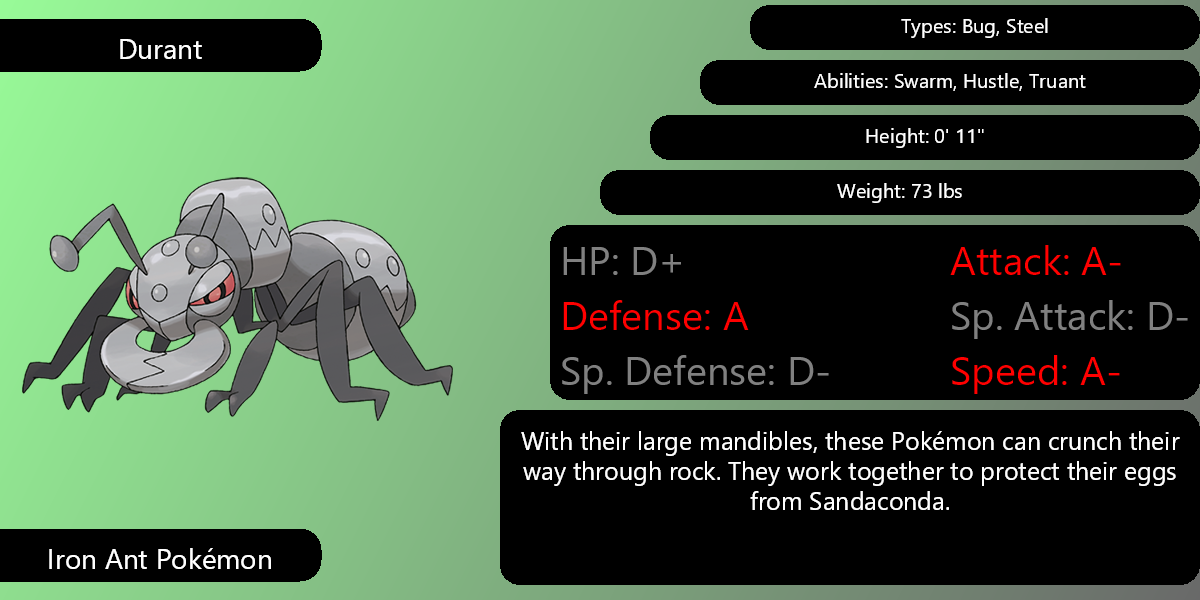 Durant
Types: Bug, Steel
Abilities: Swarm, Hustle, Truant
Height: 0' 11"
Weight: 73 lbs
HP: D+
Attack: A-
Defense: A
Sp. Attack: D-
Sp. Defense: D-
Speed: A-
With their large mandibles, these Pokémon can crunch their
way through rock. They work together to protect their eggs
from Sandaconda.
Iron Ant Pokémon